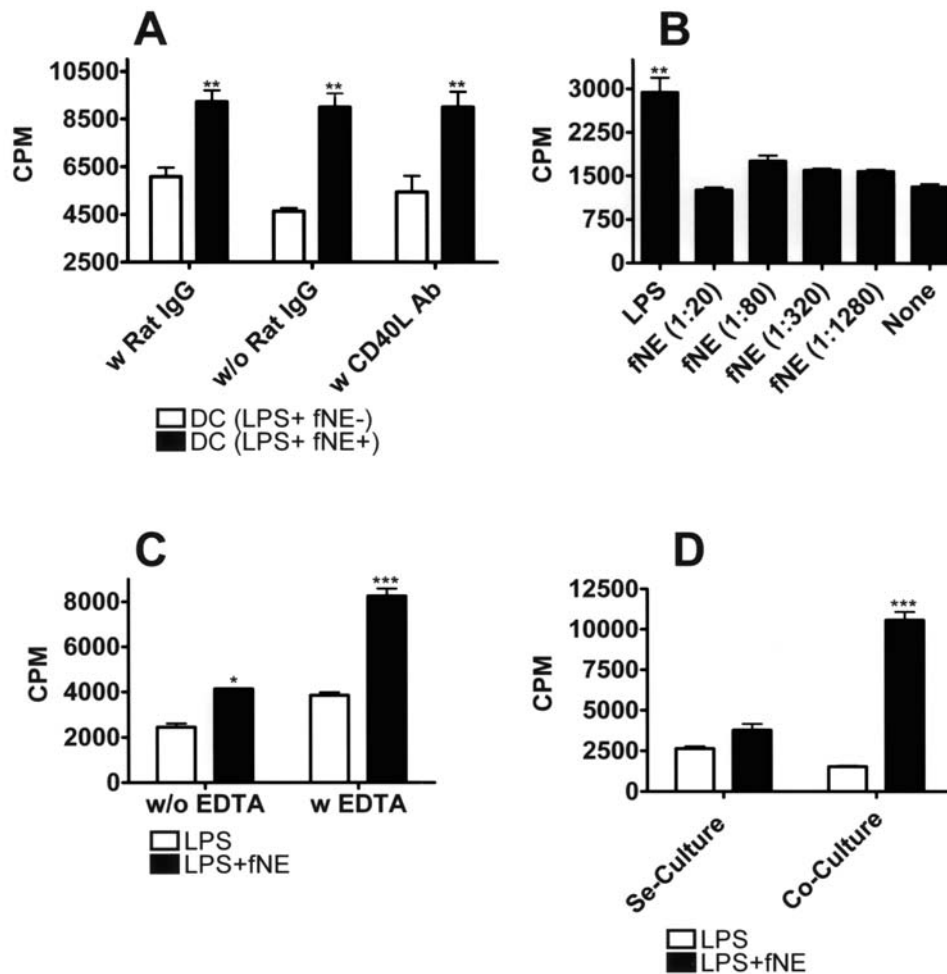 A
CPM
10500
8500
6500
4500
2500
**
**
**
w Rat IgG
w/o Rat IgG
w CD40L Ab
DC (LPS+ fNE-)
DC (LPS+ fNE+)
B
CPM
3000
2250
1500
750
**
LPS
fNE (1:20)
fNE (1:80)
fNE (1:320)
fNE (1:1280)
None
C
CPM
8000
6000
4000
2000
0
*
***
w/o EDTA
w EDTA
LPS
LPS+fNE
D
CPM
12500
10000
7500
5000
2500
0
***
Se-Culture
Co-Culture
LPS
LPS+fNE